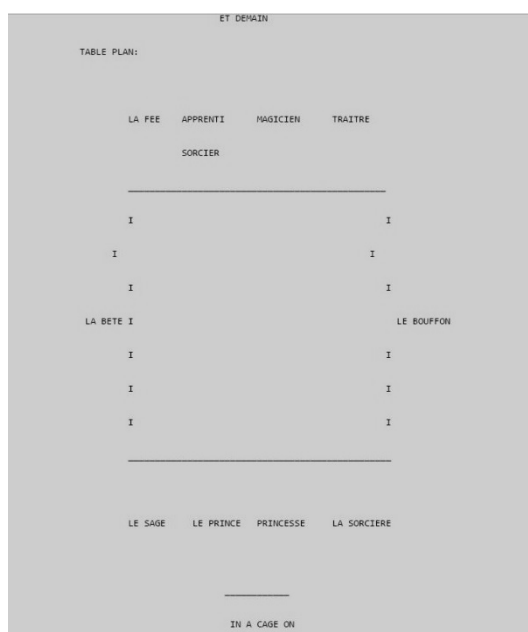 ET DEMAIN
TABLE PLAN:
LA FEE APPRENTI MAGICIEN TRAITRE
SORCIER
I I
I I
I I
LA BETE I LE BOUFFON
I I
I I
I I
LE SAGE LE PRINCE PRINCESSE LA SORCIERE
IN A CAGE ON